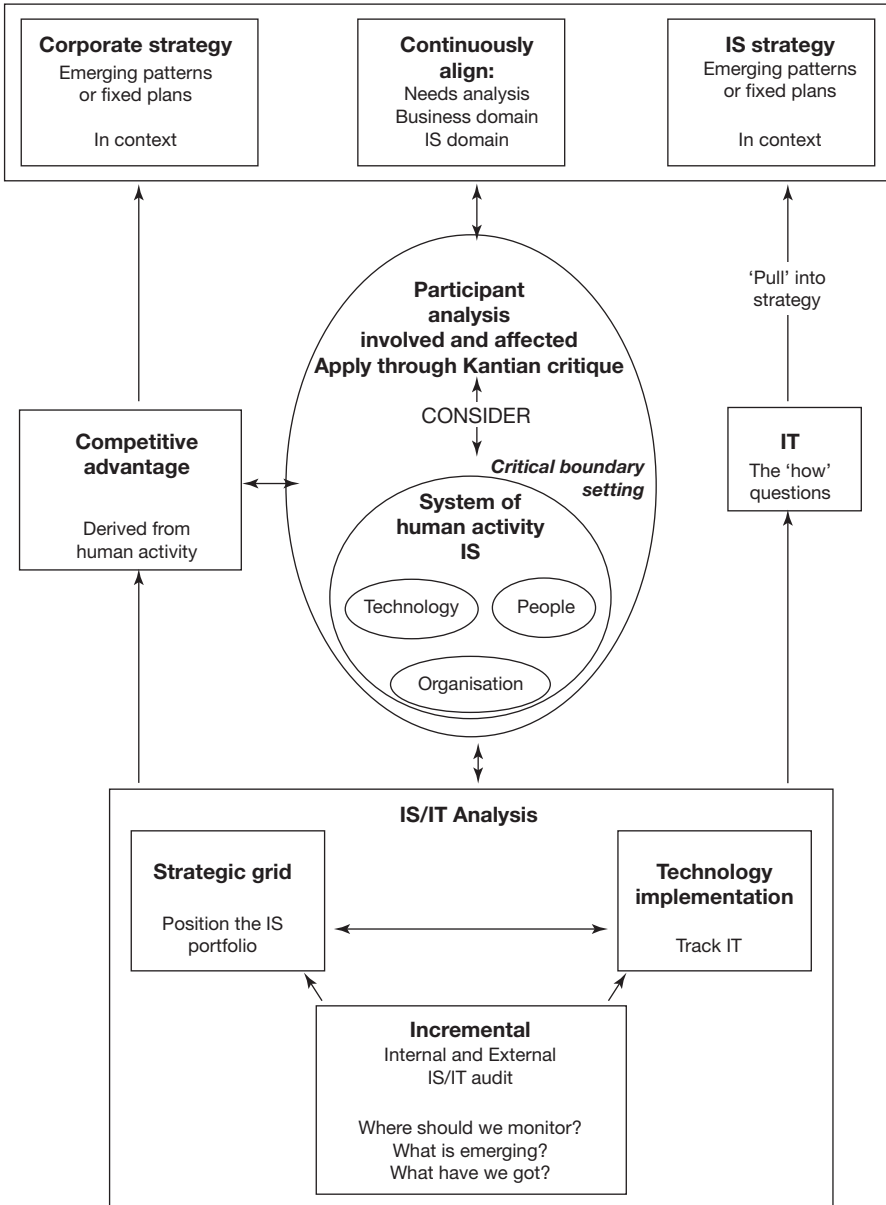 Corporate strategy
Emerging patterns
or fixed plans
In context
Continuously
align:
Needs analysis
Business domain
IS domain
IS strategy
Emerging patterns
or fixed plans
In context
'Pull' into
strategy
Participant
analysis
involved and affected
Apply through Kantian critique
CONSIDER
Critical boundary
setting
Competitive
advantage
Derived from
human activity
System of
human activity
IS
Technology
People
Organisation
IT
The 'how'
questions
IS/IT Analysis
Strategic grid
Position the IS
portfolio
Technology
implementation
Track IT
Incremental
Internal and External
IS/IT audit
Where should we monitor?
What is emerging?
What have we got?